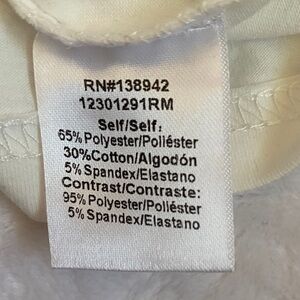 RN#138942
12301291RM
Self/Self:
65% Polyester/Poliéster
30%Cotton/Algodón
5% Spandex/Elastano
Contrast/Contraste:
95% Polyester/Poliéster
5% Spandex/Elastano